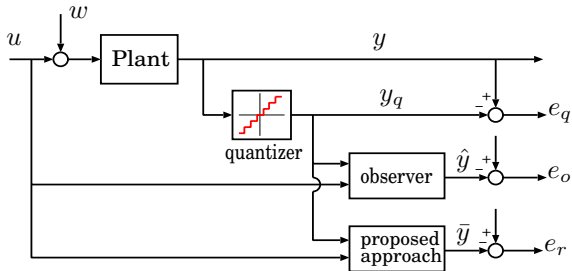 w
u
Plant
y
y_q
+
−
e_q
quantizer
observer
ŷ
+
−
e_o
proposed
approach
ȳ
+
−
e_r